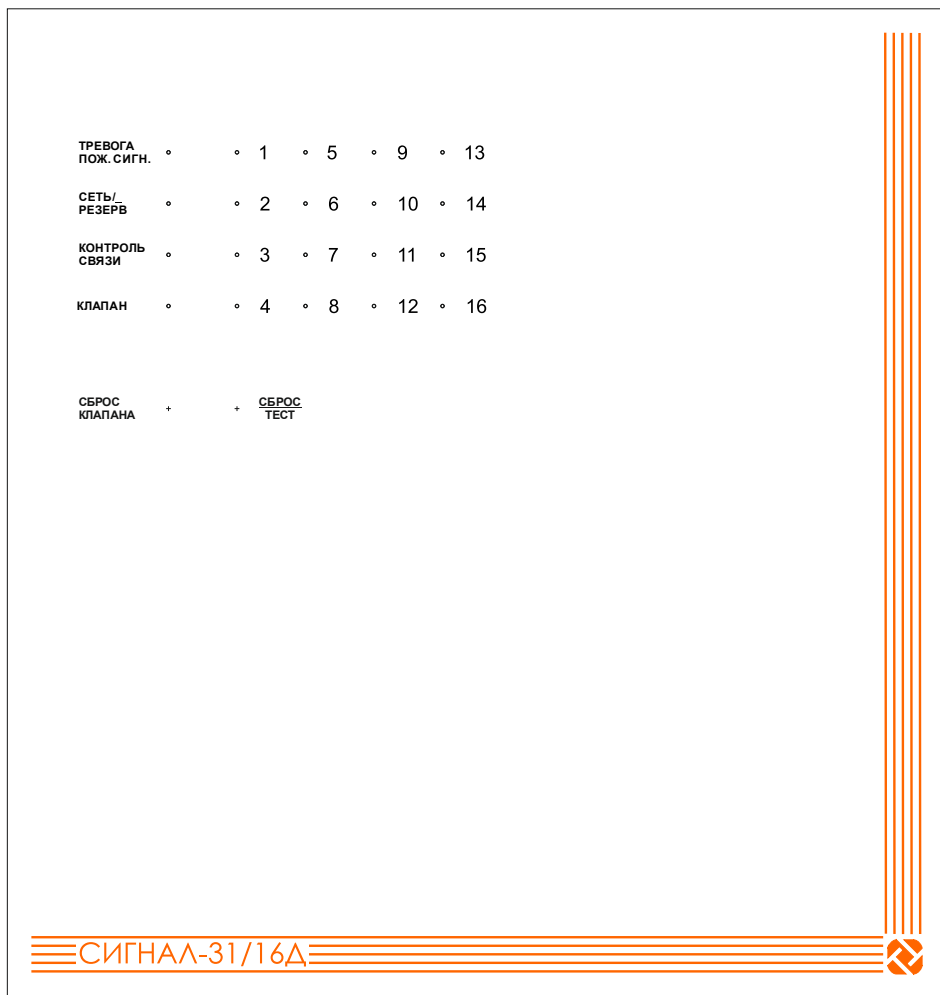 ТРЕВОГА
ПОЖ. СИГН.
1 5 9 13
СЕТЬ/_
РЕЗЕРВ
2 6 10 14
КОНТРОЛЬ
СВЯЗИ
3 7 11 15
КЛАПАН
4 8 12 16
СБРОС
КЛАПАНА
+ +
СБРОС
ТЕСТ
СИГНАЛ-31/16Д